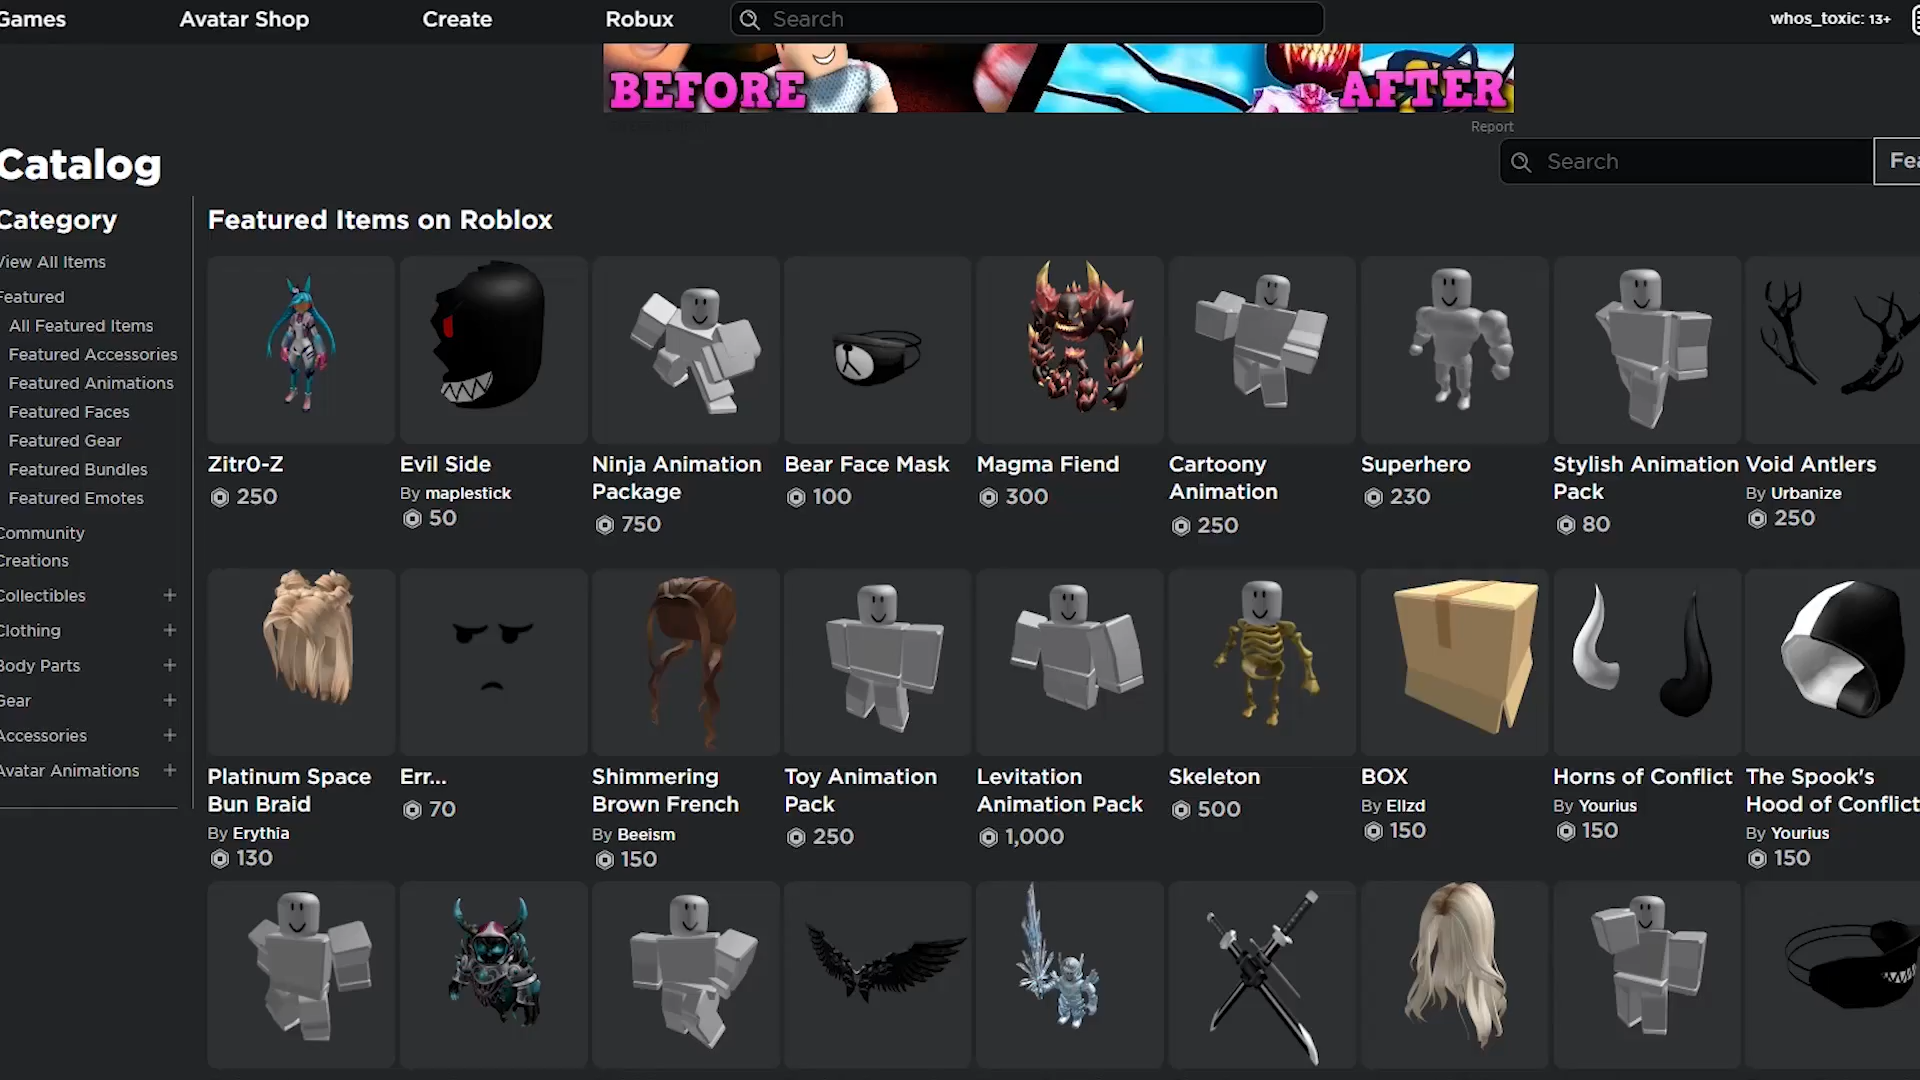 Games
Avatar Shop
Create
Robux
Search
whos_toxic: 13+
BEFORE
AFTER
Report
Catalog
Search
Fea
Category
View All Items
Featured
All Featured Items
Featured Accessories
Featured Animations
Featured Faces
Featured Gear
Featured Bundles
Featured Emotes
Community
Creations
Collectibles +
Clothing +
Body Parts +
Gear +
Accessories +
Avatar Animations +
Featured Items on Roblox
Zitr0-Z
250
Evil Side
By maplestick
50
Ninja Animation
Package
750
Bear Face Mask
100
Magma Fiend
300
Cartoony
Animation
250
Superhero
230
Stylish Animation
Pack
80
Void Antlers
By Urbanize
250
Platinum Space
Bun Braid
By Erythia
130
Err...
70
Shimmering
Brown French
By Beeism
150
Toy Animation
Pack
250
Levitation
Animation Pack
1,000
Skeleton
500
BOX
By Ellzd
150
Horns of Conflict
By Yourius
150
The Spook's
Hood of Conflict
By Yourius
150